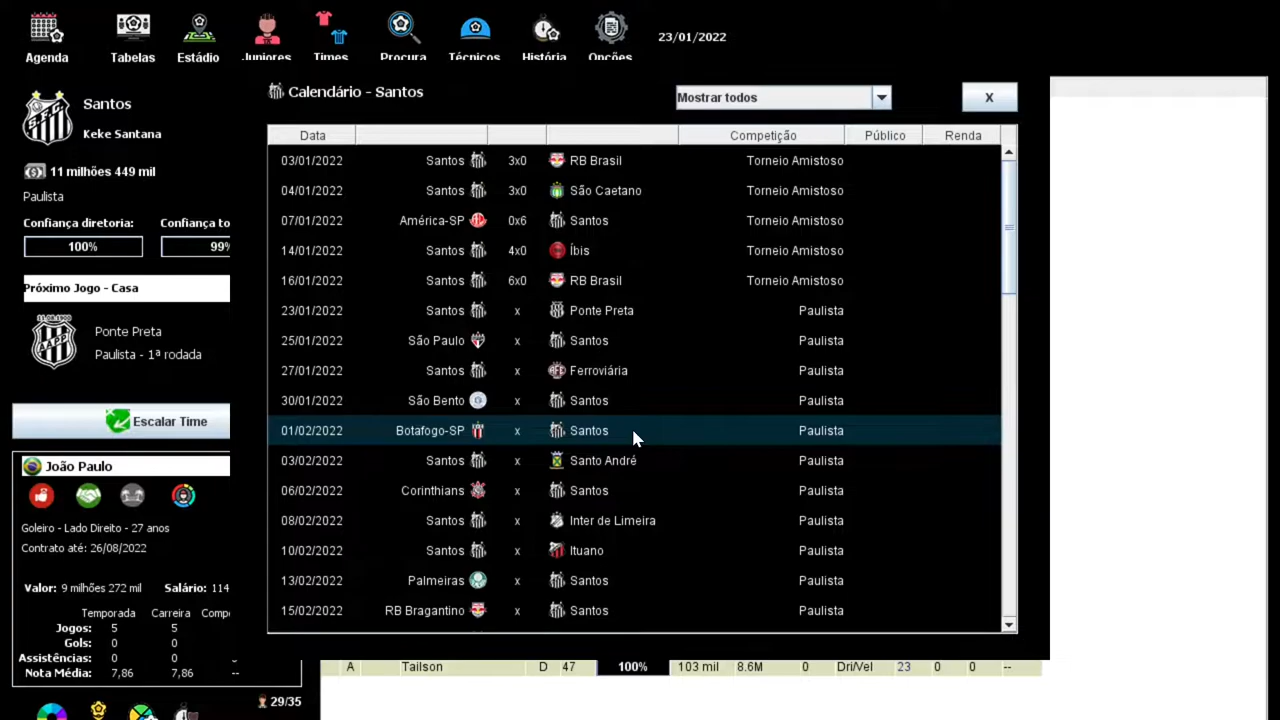 Agenda Tabelas Estádio Juniores Times Procura Técnicos História Opções 23/01/2022
Santos
Keke Santana
11 milhões 449 mil
Paulista
Confiança diretoria: Confiança to
100% 99%
Próximo Jogo - Casa
Ponte Preta
Paulista - 1ª rodada
Escalar Time
João Paulo
Goleiro - Lado Direito - 27 anos
Contrato até: 26/08/2022
Valor: 9 milhões 272 mil Salário: 114
Temporada Carreira Comp
Jogos: 5 5
Gols: 0 0
Assistências: 0 0
Nota Média: 7,86 7,86 --
29/35
Calendário - Santos Mostrar todos X
Data Competição Público Renda
03/01/2022 Santos 3x0 RB Brasil Torneio Amistoso
04/01/2022 Santos 3x0 São Caetano Torneio Amistoso
07/01/2022 América-SP 0x6 Santos Torneio Amistoso
14/01/2022 Santos 4x0 Íbis Torneio Amistoso
16/01/2022 Santos 6x0 RB Brasil Torneio Amistoso
23/01/2022 Santos x Ponte Preta Paulista
25/01/2022 São Paulo x Santos Paulista
27/01/2022 Santos x Ferroviária Paulista
30/01/2022 São Bento x Santos Paulista
01/02/2022 Botafogo-SP x Santos Paulista
03/02/2022 Santos x Santo André Paulista
06/02/2022 Corinthians x Santos Paulista
08/02/2022 Santos x Inter de Limeira Paulista
10/02/2022 Santos x Ituano Paulista
13/02/2022 Palmeiras x Santos Paulista
15/02/2022 RB Bragantino x Santos Paulista
A Tailson D 47 100% 103 mil 8.6M Dri/Vel 23 0 0 --